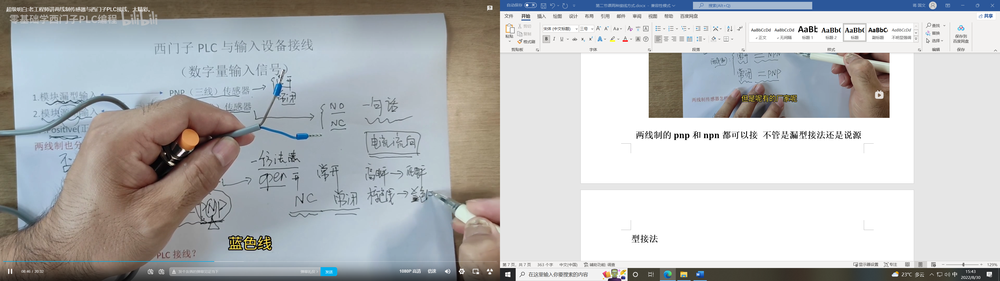 超级明白:老工程师讲两线制传感器与西门子PLC接线，太精彩。
零基础学西门子PLC编程 bilibili
西门子 PLC 与输入设备接线
（数字量输入信号）
1.模块漏型输入
PNP（三线）传感器
常闭
2.模块源型输入
）传感器
NO
NC
一句话
Positive(正
两线制也分
电流流向
open 开
常开
高电平→低电平
NC 常闭
棕色线→蓝色
PNP
蓝色线
PLC 接线？
08:46 / 20:32
发个友善的弹幕见证当下
弹幕礼仪 >
发送
1080P 高清
倍速
自动保存
关
第二节课两种接线方式.docx - 兼容性模式
搜索(Alt+Q)
蒋 国文
文件 开始 插入 绘图 设计 布局 引用 邮件 审阅 视图 帮助 百度网盘
共享
粘贴
剪切
复制
格式刷
剪贴板
宋体 (中文标题)
三号
字体
段落
AaBbCcDd AaBbCcDd AaBb AaBb( AaBb( AaBbC AaBbCcDd
正文 无间隔 标题 1 标题 2 标题 副标题 不明显强调
样式
查找
替换
选择
编辑
保存到
百度网盘
保存
两线制: 常开 = NPN
常闭 = PNP
两线制传感器怎样
但是呢有的厂家呢
两线制的 pnp 和 npn 都可以接 不管是漏型接法还是说源
型接法
第 7 页，共 7 页 363 个字 中文(中国) 辅助功能: 调查
显示器设置 专注
129%
在这里输入你要搜索的内容
23°C 多云
中
15:43
2022/8/30